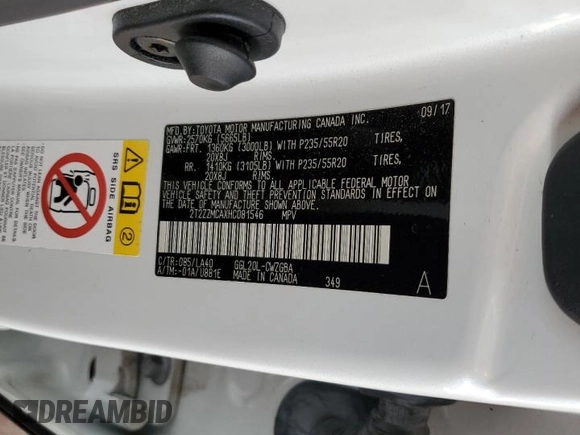 MFD.BY:TOYOTA MOTOR MANUFACTURING CANADA INC. 09/17
GVWR:2570KG (5665LB)
GAWR:FRT. 1360KG (3000LB) WITH P235/55R20 TIRES,
20X8J RIMS.
RR. 1410KG (3105LB) WITH P235/55R20 TIRES,
20X8J RIMS.
THIS VEHICLE CONFORMS TO ALL APPLICABLE FEDERAL MOTOR
VEHICLE SAFETY AND THEFT PREVENTION STANDARDS IN EFFECT ON
THE DATE OF MANUFACTURE SHOWN ABOVE.
2T2ZZMCAXHC081546 MPV
C/TR:085/LA40 GGL20L-CWZGBA
A/TM:-01A/U881E 349 A
SRS SIDE AIRBAG
2
DREAMBID